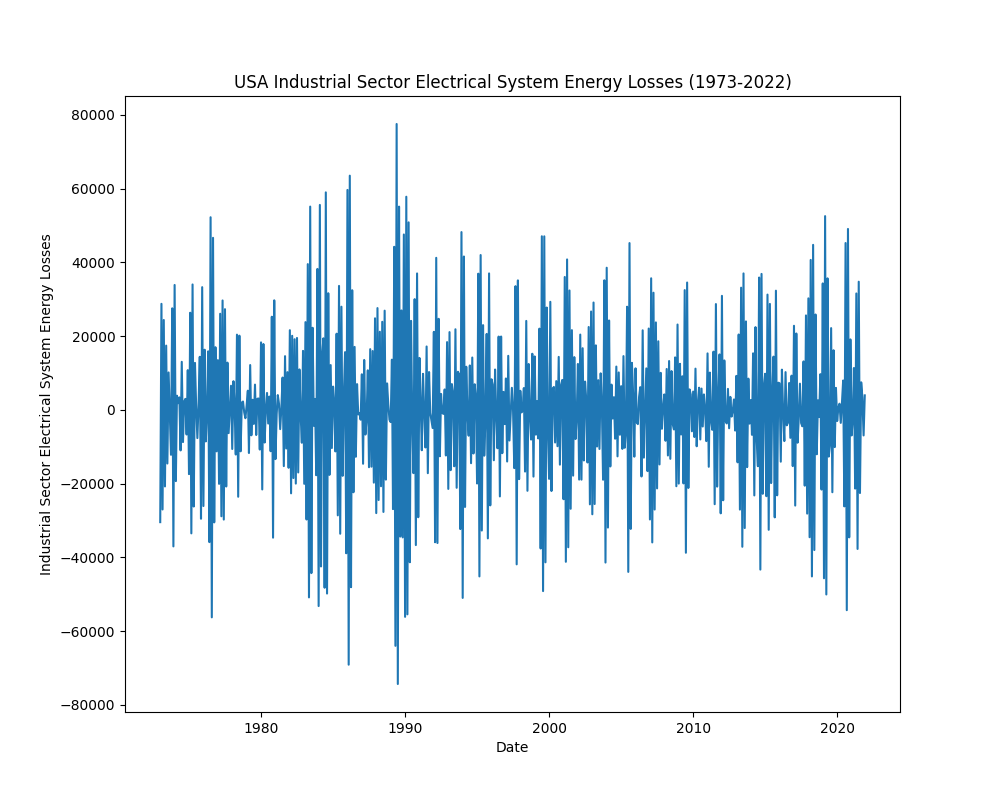 USA Industrial Sector Electrical System Energy Losses (1973-2022)
Industrial Sector Electrical System Energy Losses
80000
60000
40000
20000
0
−20000
−40000
−60000
−80000
1980 1990 2000 2010 2020
Date